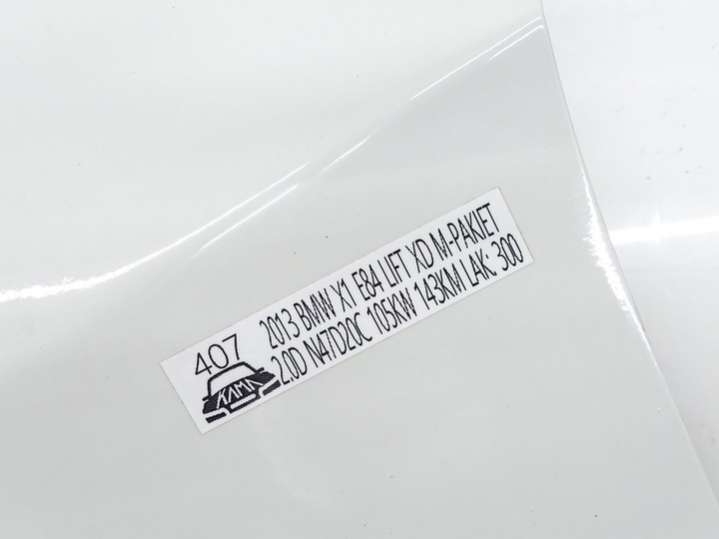 407
KAMA
2013 BMW X1 E84 LIFT XD M-PAKIET
2.0D N47D20C 105KW 143KM LAK: 300